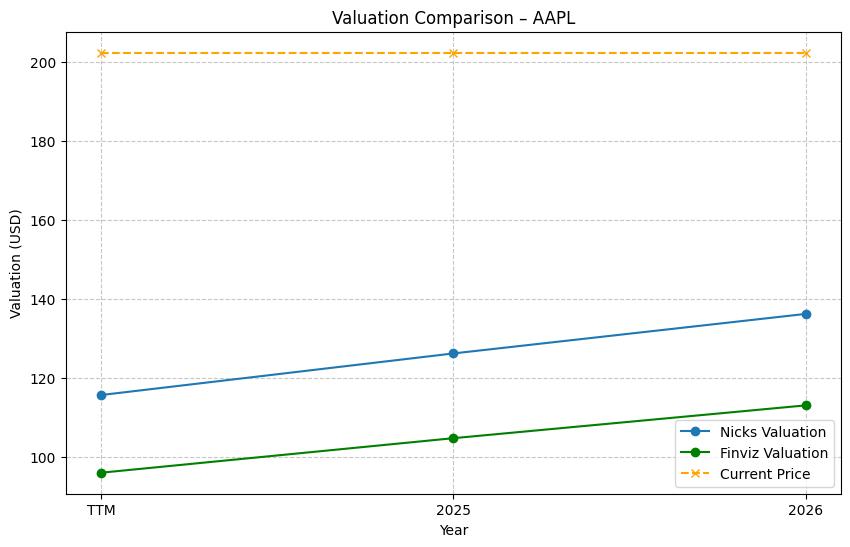 Valuation Comparison – AAPL
Valuation (USD)
200
180
160
140
120
100
TTM
2025
2026
Year
Nicks Valuation
Finviz Valuation
Current Price